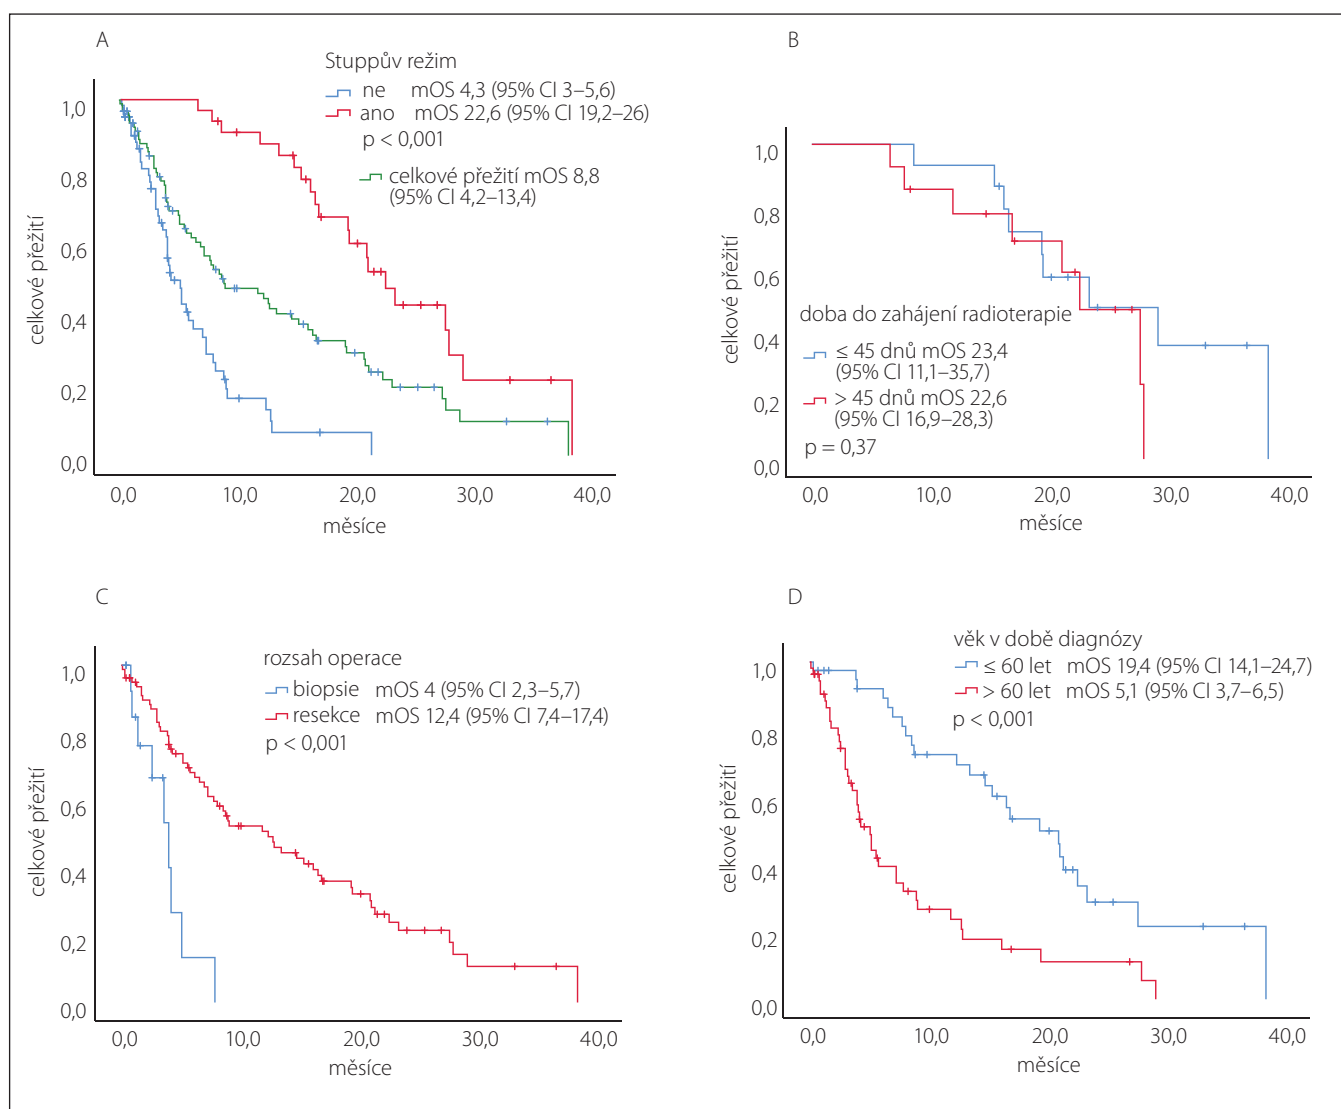 A
Stuppův režim
ne mOS 4,3 (95% CI 3–5,6)
ano mOS 22,6 (95% CI 19,2–26)
p < 0,001
celkové přežití mOS 8,8
(95% CI 4,2–13,4)
celkové přežití
1,0
0,8
0,6
0,4
0,2
0,0
0,0 10,0 20,0 30,0 40,0
měsíce
B
celkové přežití
1,0
0,8
0,6
0,4
0,2
0,0
doba do zahájení radioterapie
≤ 45 dnů mOS 23,4
(95% CI 11,1–35,7)
> 45 dnů mOS 22,6
(95% CI 16,9–28,3)
p = 0,37
0,0 10,0 20,0 30,0 40,0
měsíce
C
rozsah operace
biopsie mOS 4 (95% CI 2,3–5,7)
resekce mOS 12,4 (95% CI 7,4–17,4)
p < 0,001
celkové přežití
1,0
0,8
0,6
0,4
0,2
0,0
0,0 10,0 20,0 30,0 40,0
měsíce
D
věk v době diagnózy
≤ 60 let mOS 19,4 (95% CI 14,1–24,7)
> 60 let mOS 5,1 (95% CI 3,7–6,5)
p < 0,001
celkové přežití
1,0
0,8
0,6
0,4
0,2
0,0
0,0 10,0 20,0 30,0 40,0
měsíce